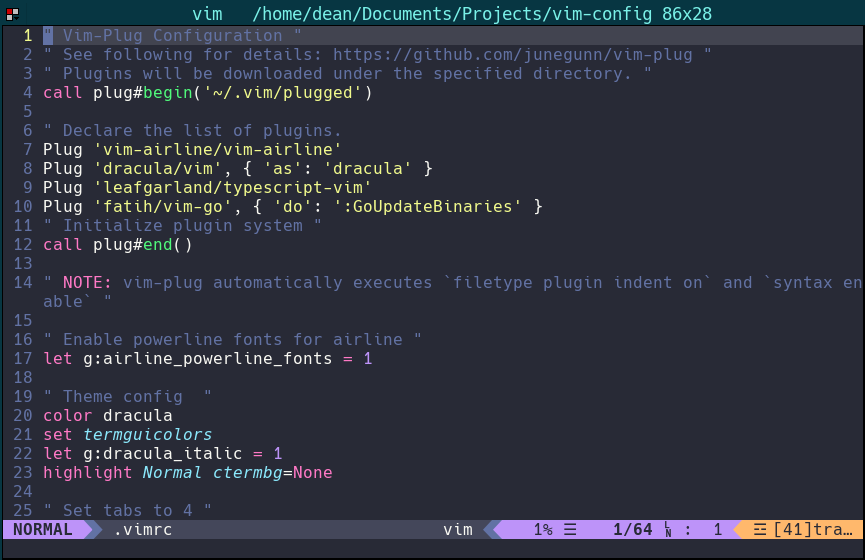 vim   /home/dean/Documents/Projects/vim-config 86x28
1 " Vim-Plug Configuration "
2 " See following for details: https://github.com/junegunn/vim-plug "
3 " Plugins will be downloaded under the specified directory. "
4 call plug#begin('~/.vim/plugged')
5
6 " Declare the list of plugins.
7 Plug 'vim-airline/vim-airline'
8 Plug 'dracula/vim', { 'as': 'dracula' }
9 Plug 'leafgarland/typescript-vim'
10 Plug 'fatih/vim-go', { 'do': ':GoUpdateBinaries' }
11 " Initialize plugin system "
12 call plug#end()
13
14 " NOTE: vim-plug automatically executes `filetype plugin indent on` and `syntax en
able` "
15
16 " Enable powerline fonts for airline "
17 let g:airline_powerline_fonts = 1
18
19 " Theme config  "
20 color dracula
21 set termguicolors
22 let g:dracula_italic = 1
23 highlight Normal ctermbg=None
24
25 " Set tabs to 4 "
NORMAL .vimrc vim 1% ☰ 1/64 LN : 1 ☲ [41]tra…